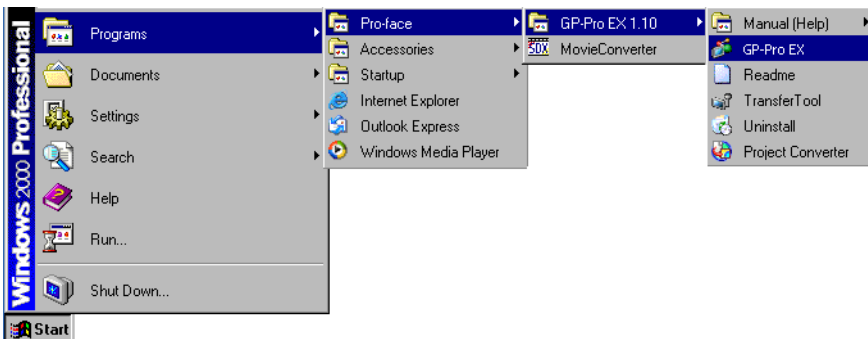 Windows 2000 Professional
Programs
Documents
Settings
Search
Help
Run...
Shut Down...
Start
Pro-face
Accessories
Startup
Internet Explorer
Outlook Express
Windows Media Player
GP-Pro EX 1.10
SDX MovieConverter
Manual (Help)
GP-Pro EX
Readme
TransferTool
Uninstall
Project Converter